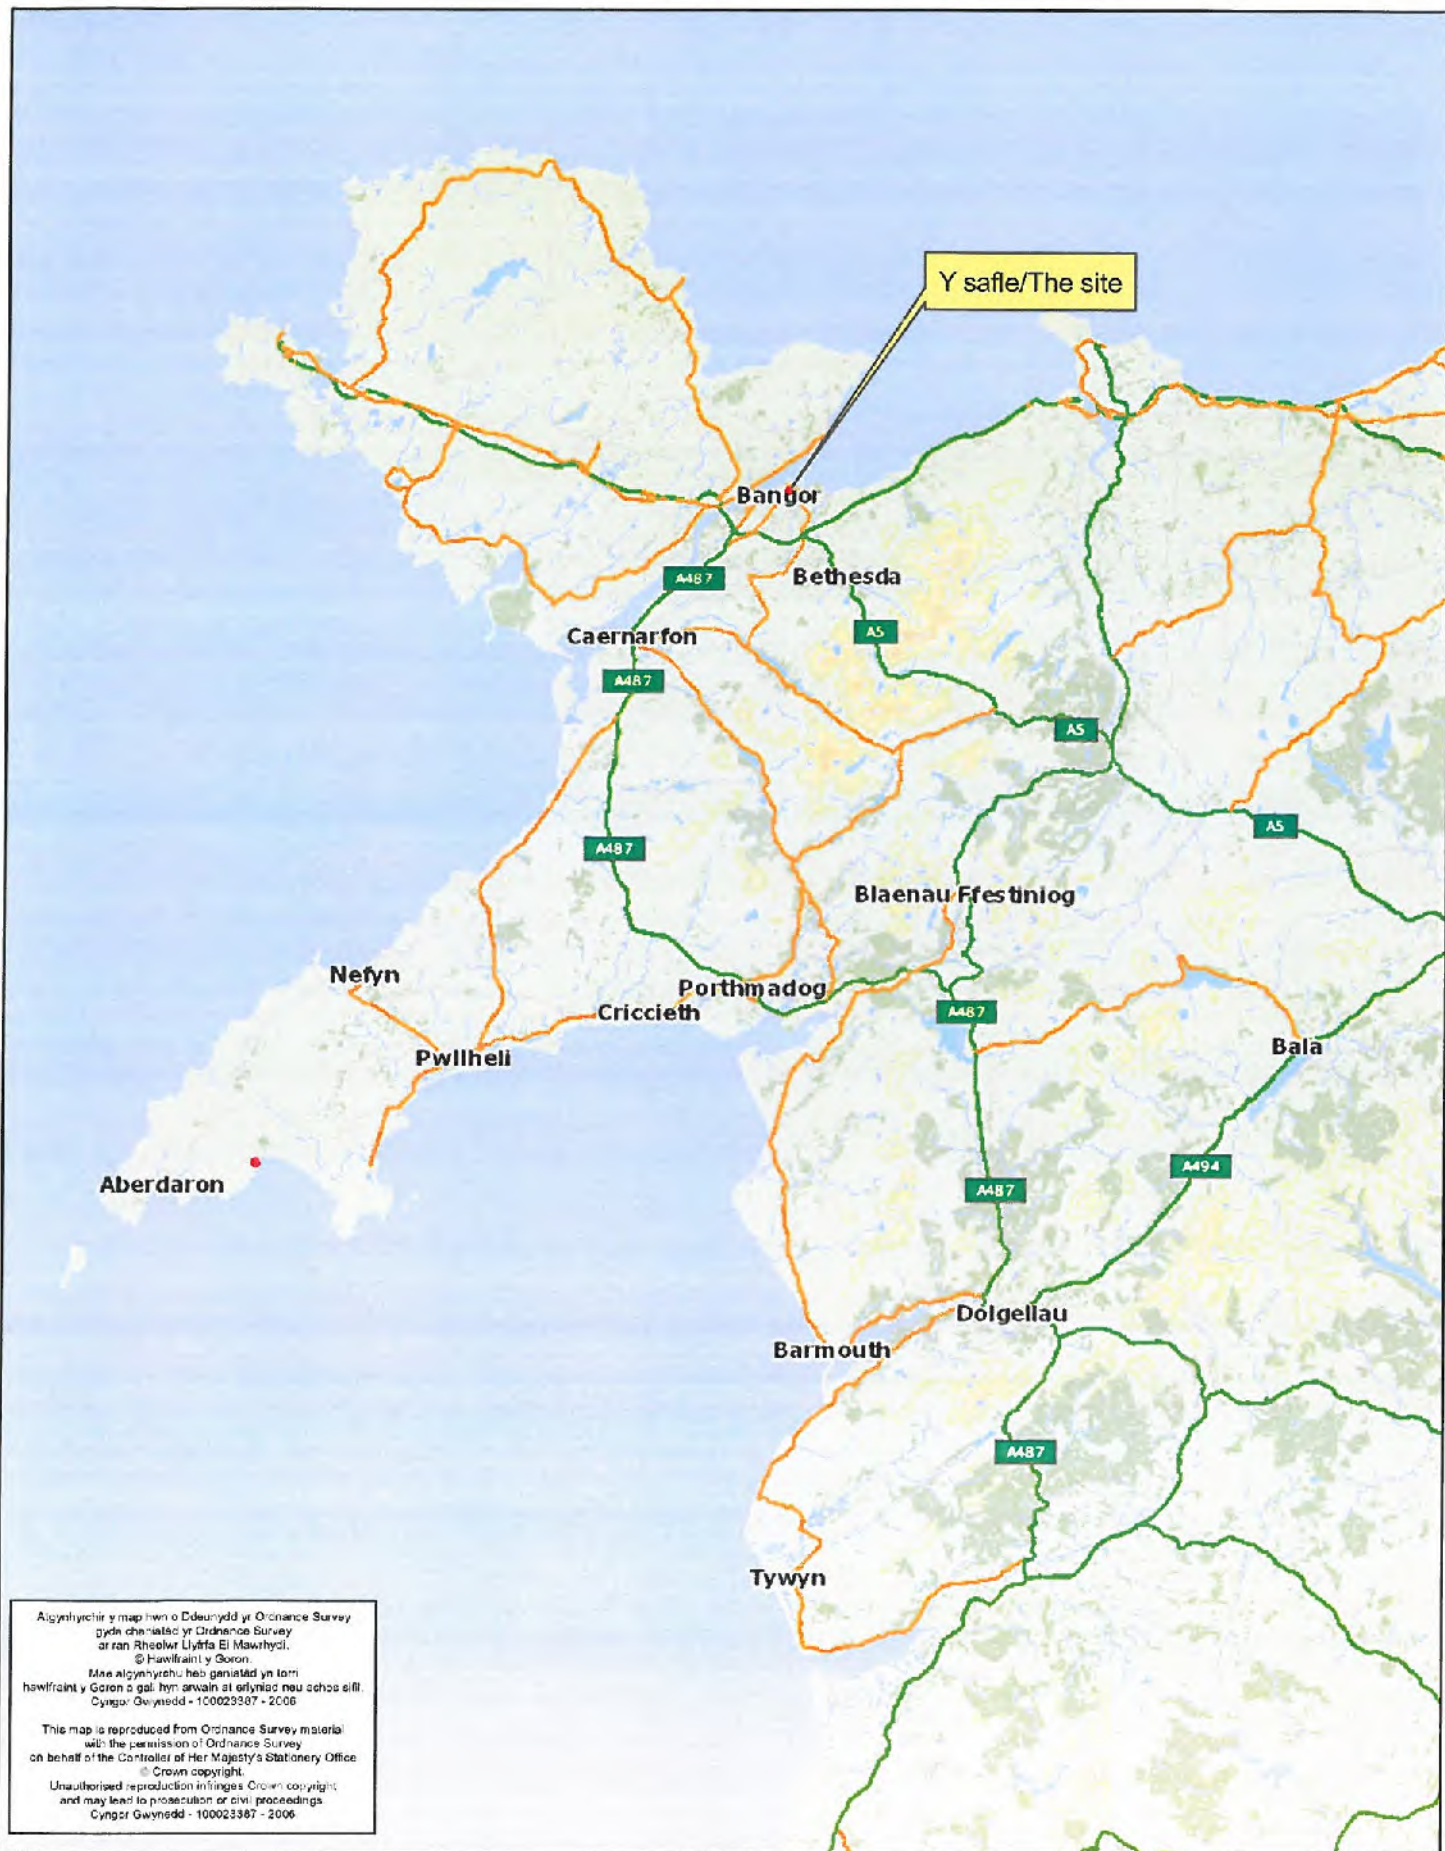 Y safle/The site
Bangor
A487
Bethesda
Caernarfon
A5
A487
A5
A487
A5
Blaenau Ffestiniog
Nefyn
Porthmadog
Criccieth
A487
Pwllheli
Bala
Aberdaron
A494
A487
Dolgellau
Barmouth
A487
Tywyn
Algynhyrchir y map hwn o Ddeunydd yr Ordnance Survey
gyda chaniatâd yr Ordnance Survey
ar ran Rheolwr Llyfrfa Ei Mawrhydi.
© Hawlfraint y Goron.
Mae algynhyrchu heb ganiatâd yn torri
hawlfraint y Goron a gall hyn arwain at erlyniad neu achos sifil.
Cyngor Gwynedd - 100023387 - 2006
This map is reproduced from Ordnance Survey material
with the permission of Ordnance Survey
on behalf of the Controller of Her Majesty's Stationery Office
© Crown copyright.
Unauthorised reproduction infringes Crown copyright
and may lead to prosecution or civil proceedings
Cyngor Gwynedd - 100023387 - 2006